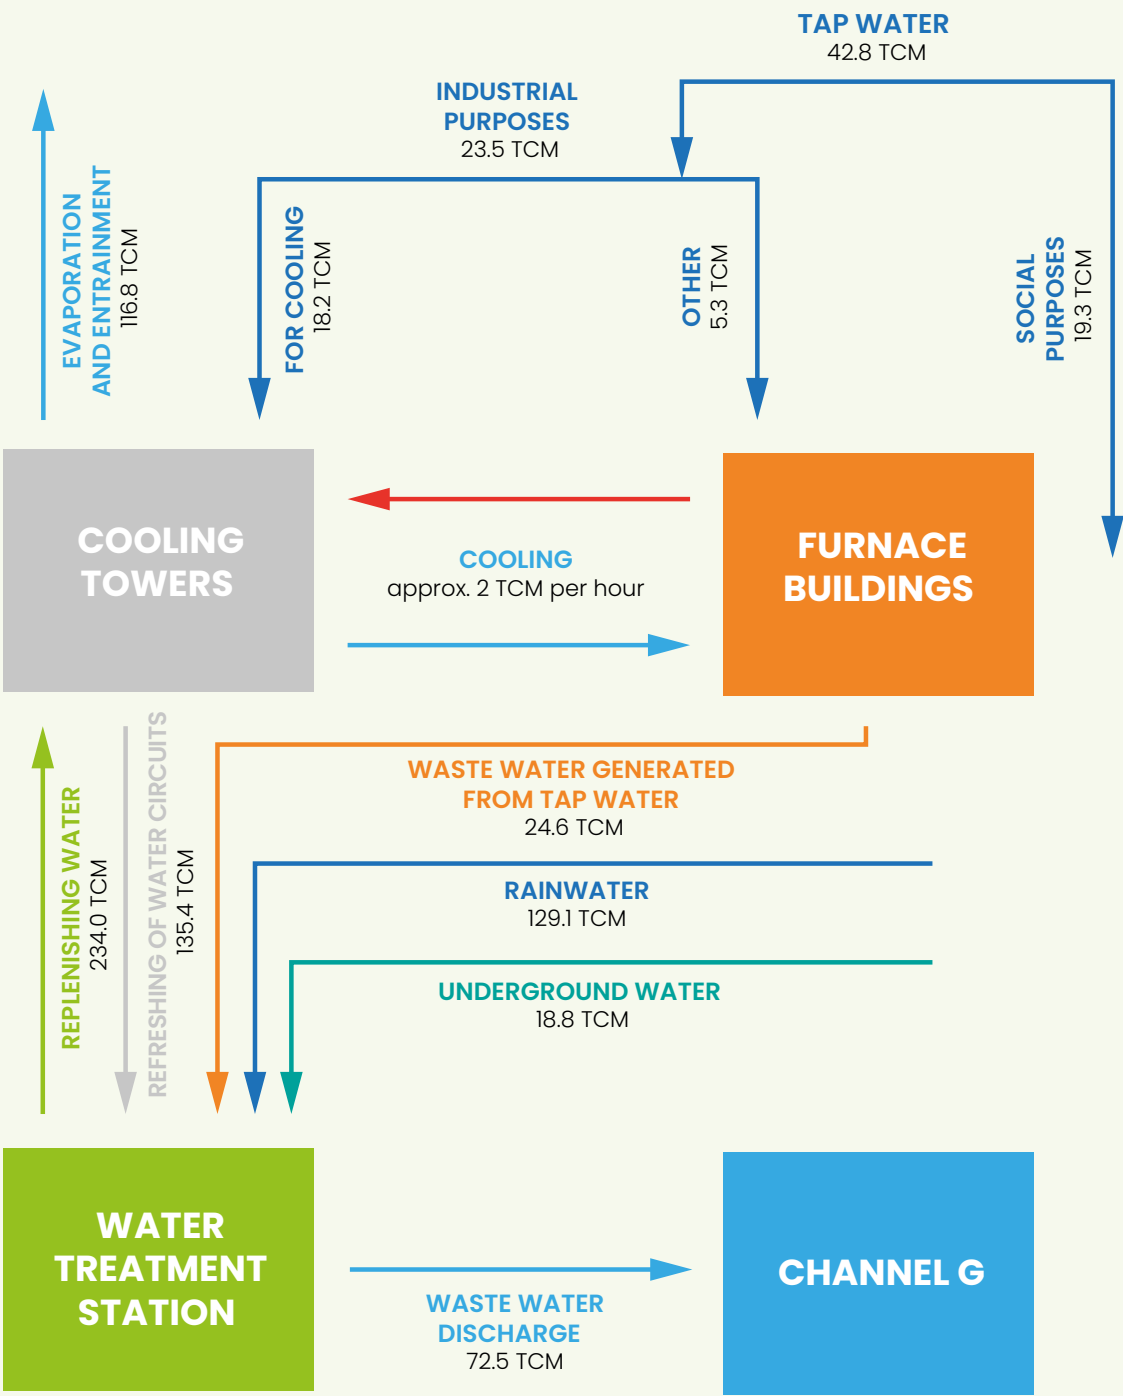 TAP WATER
42.8 TCM
INDUSTRIAL
PURPOSES
23.5 TCM
EVAPORATION
AND ENTRAINMENT
116.8 TCM
FOR COOLING
18.2 TCM
OTHER
5.3 TCM
SOCIAL
PURPOSES
19.3 TCM
COOLING
TOWERS
COOLING
approx. 2 TCM per hour
FURNACE
BUILDINGS
REPLENISHING WATER
234.0 TCM
REFRESHING OF WATER CIRCUITS
135.4 TCM
WASTE WATER GENERATED
FROM TAP WATER
24.6 TCM
RAINWATER
129.1 TCM
UNDERGROUND WATER
18.8 TCM
WATER
TREATMENT
STATION
WASTE WATER
DISCHARGE
72.5 TCM
CHANNEL G